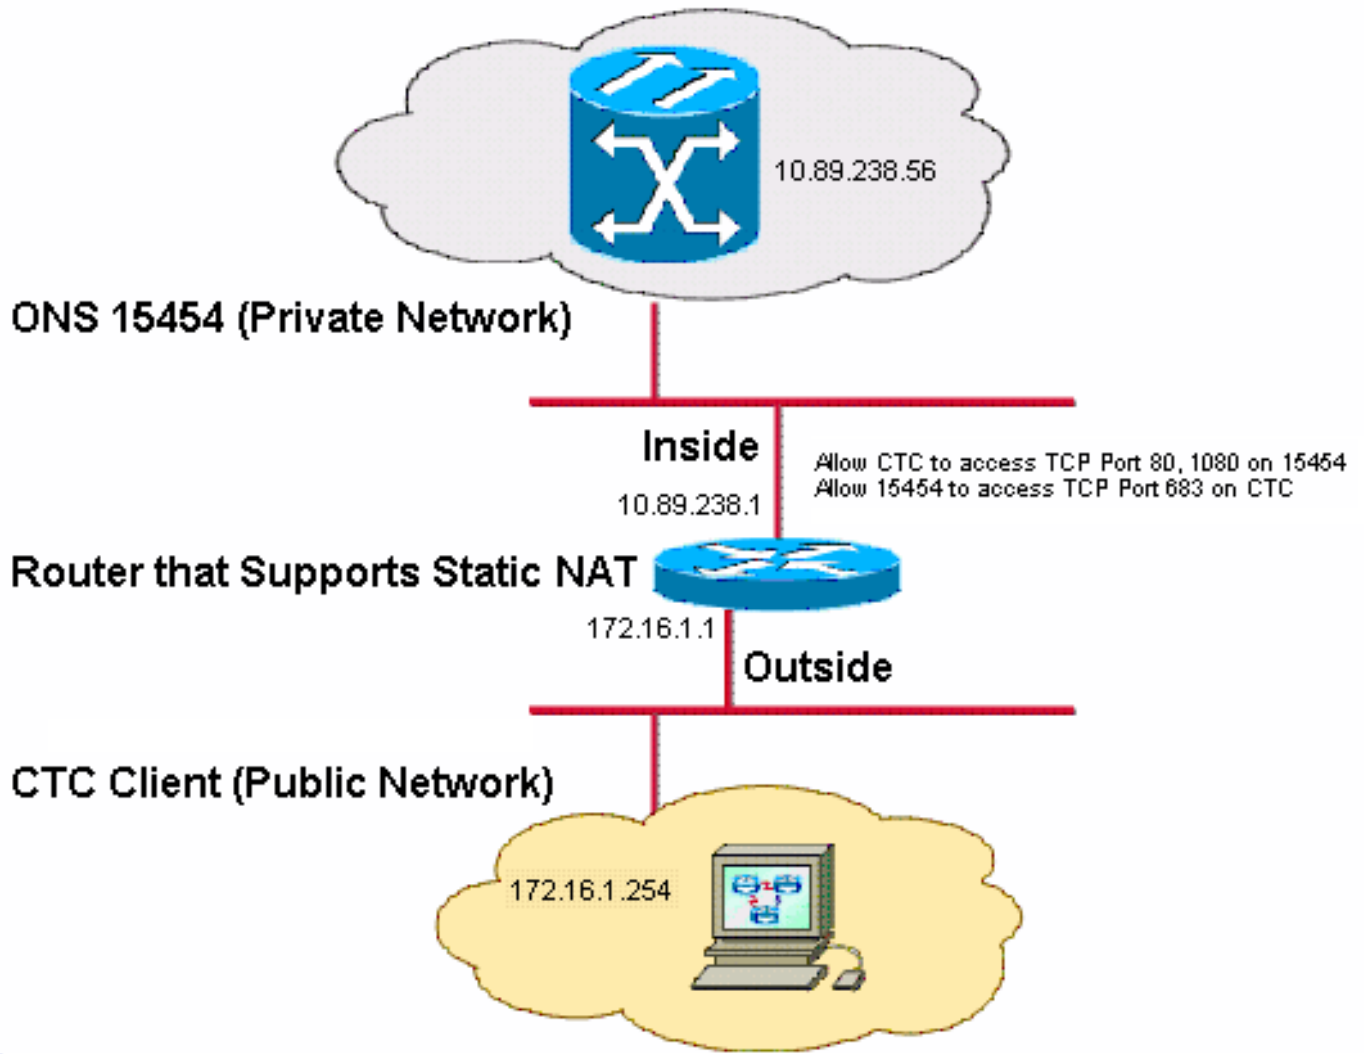 10.89.238.56
ONS 15454 (Private Network)
Inside
Allow CTC to access TCP Port 80, 1080 on 15454
Allow 15454 to access TCP Port 683 on CTC
10.89.238.1
Router that Supports Static NAT
172.16.1.1
Outside
CTC Client (Public Network)
172.16.1.254